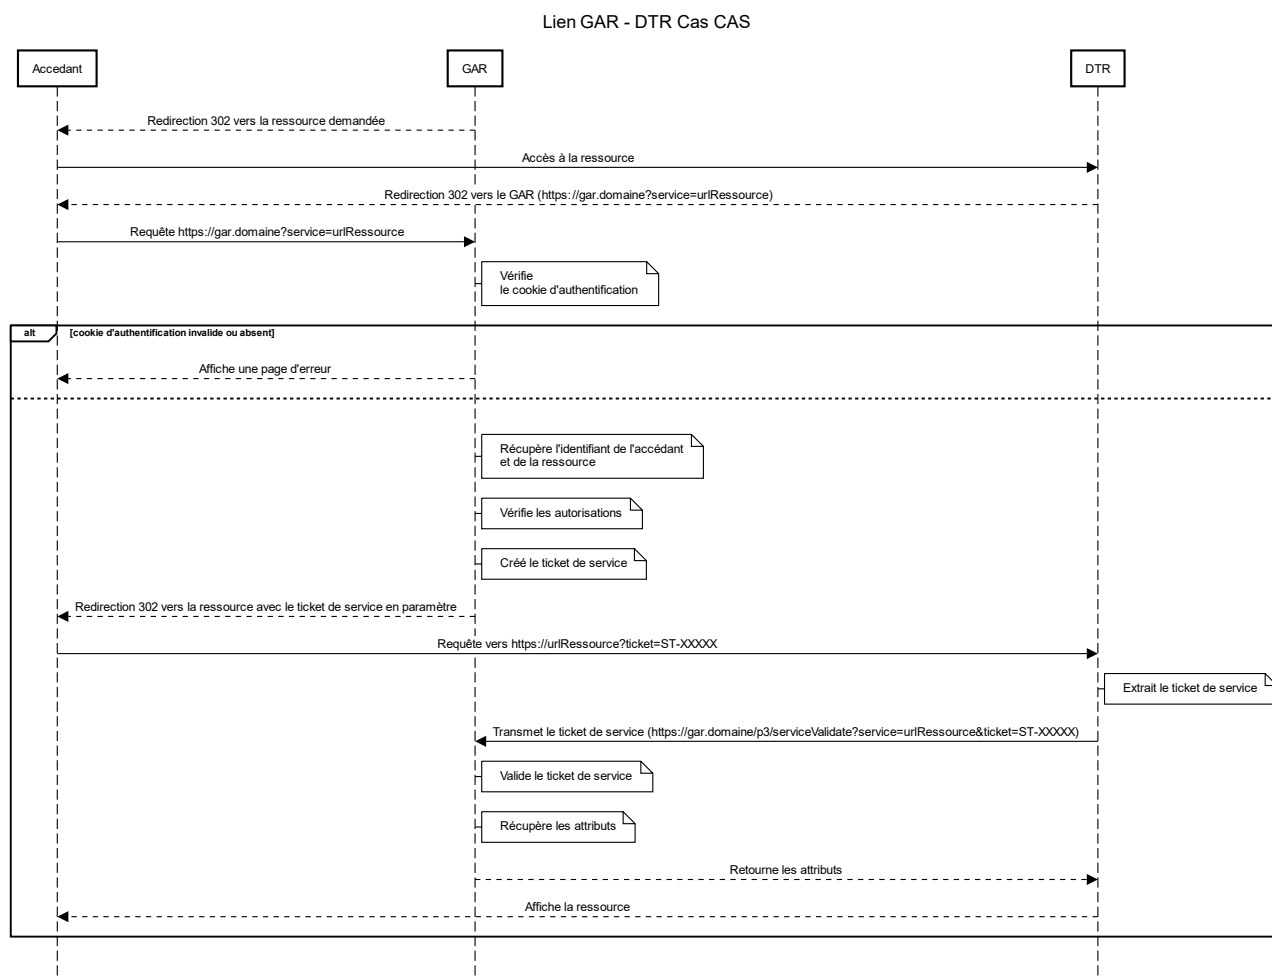 Lien GAR - DTR Cas CAS
Accedant
GAR
DTR
Redirection 302 vers la ressource demandée
Accès à la ressource
Redirection 302 vers le GAR (https://gar.domaine?service=urlRessource)
Requête https://gar.domaine?service=urlRessource
Vérifie
le cookie d'authentification
alt
[cookie d'authentification invalide ou absent]
Affiche une page d'erreur
Récupère l'identifiant de l'accédant
et de la ressource
Vérifie les autorisations
Créé le ticket de service
Redirection 302 vers la ressource avec le ticket de service en paramètre
Requête vers https://urlRessource?ticket=ST-XXXXX
Extrait le ticket de service
Transmet le ticket de service (https://gar.domaine/p3/serviceValidate?service=urlRessource&ticket=ST-XXXXX)
Valide le ticket de service
Récupère les attributs
Retourne les attributs
Affiche la ressource